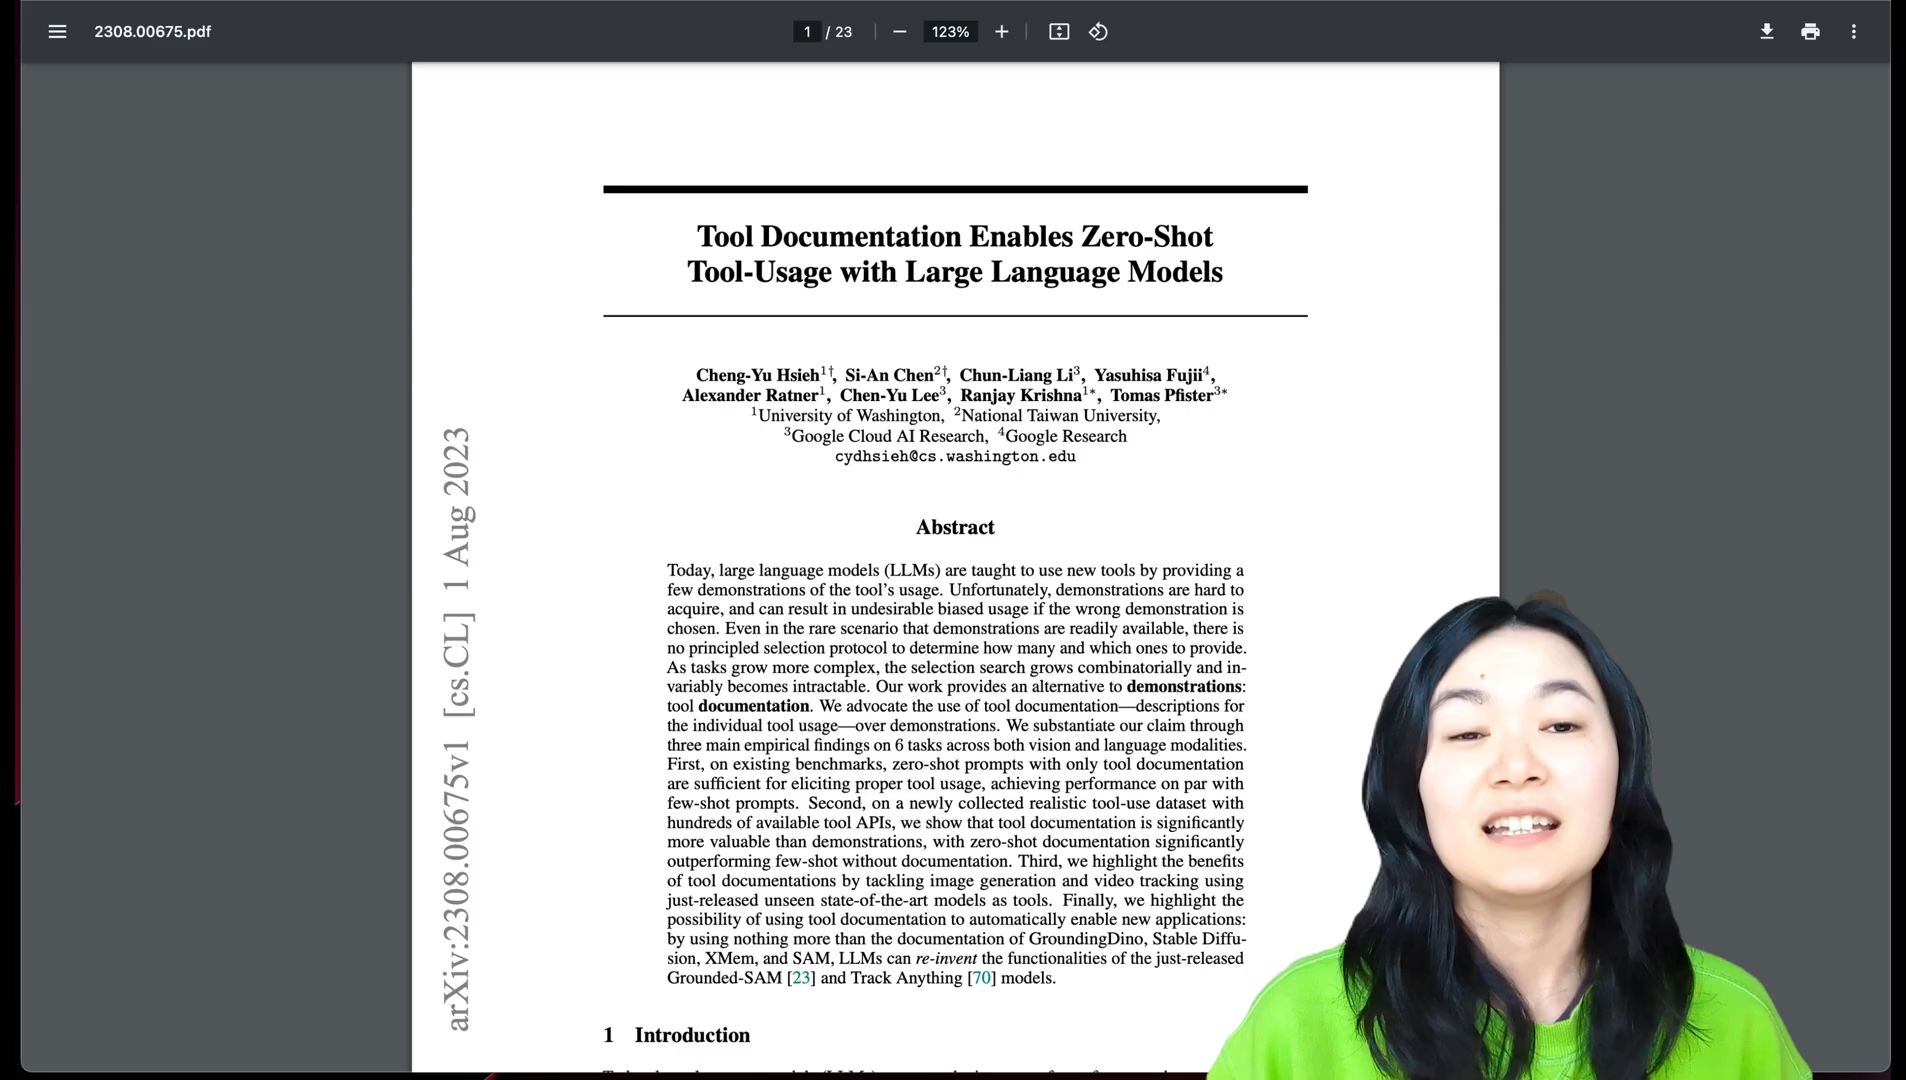 2308.00675.pdf
1 / 23
123%
Tool Documentation Enables Zero-Shot
Tool-Usage with Large Language Models
Cheng-Yu Hsieh1†, Si-An Chen2†, Chun-Liang Li3, Yasuhisa Fujii4,
Alexander Ratner1, Chen-Yu Lee3, Ranjay Krishna1*, Tomas Pfister3*
1University of Washington, 2National Taiwan University,
3Google Cloud AI Research, 4Google Research
cydhsieh@cs.washington.edu
arXiv:2308.00675v1 [cs.CL] 1 Aug 2023
Abstract
Today, large language models (LLMs) are taught to use new tools by providing a
few demonstrations of the tool's usage. Unfortunately, demonstrations are hard to
acquire, and can result in undesirable biased usage if the wrong demonstration is
chosen. Even in the rare scenario that demonstrations are readily available, there is
no principled selection protocol to determine how many and which ones to provide.
As tasks grow more complex, the selection search grows combinatorially and in-
variably becomes intractable. Our work provides an alternative to demonstrations:
tool documentation. We advocate the use of tool documentation—descriptions for
the individual tool usage—over demonstrations. We substantiate our claim through
three main empirical findings on 6 tasks across both vision and language modalities.
First, on existing benchmarks, zero-shot prompts with only tool documentation
are sufficient for eliciting proper tool usage, achieving performance on par with
few-shot prompts. Second, on a newly collected realistic tool-use dataset with
hundreds of available tool APIs, we show that tool documentation is significantly
more valuable than demonstrations, with zero-shot documentation significantly
outperforming few-shot without documentation. Third, we highlight the benefits
of tool documentations by tackling image generation and video tracking using
just-released unseen state-of-the-art models as tools. Finally, we highlight the
possibility of using tool documentation to automatically enable new applications:
by using nothing more than the documentation of GroundingDino, Stable Diffu-
sion, XMem, and SAM, LLMs can re-invent the functionalities of the just-released
Grounded-SAM [23] and Track Anything [70] models.
1 Introduction